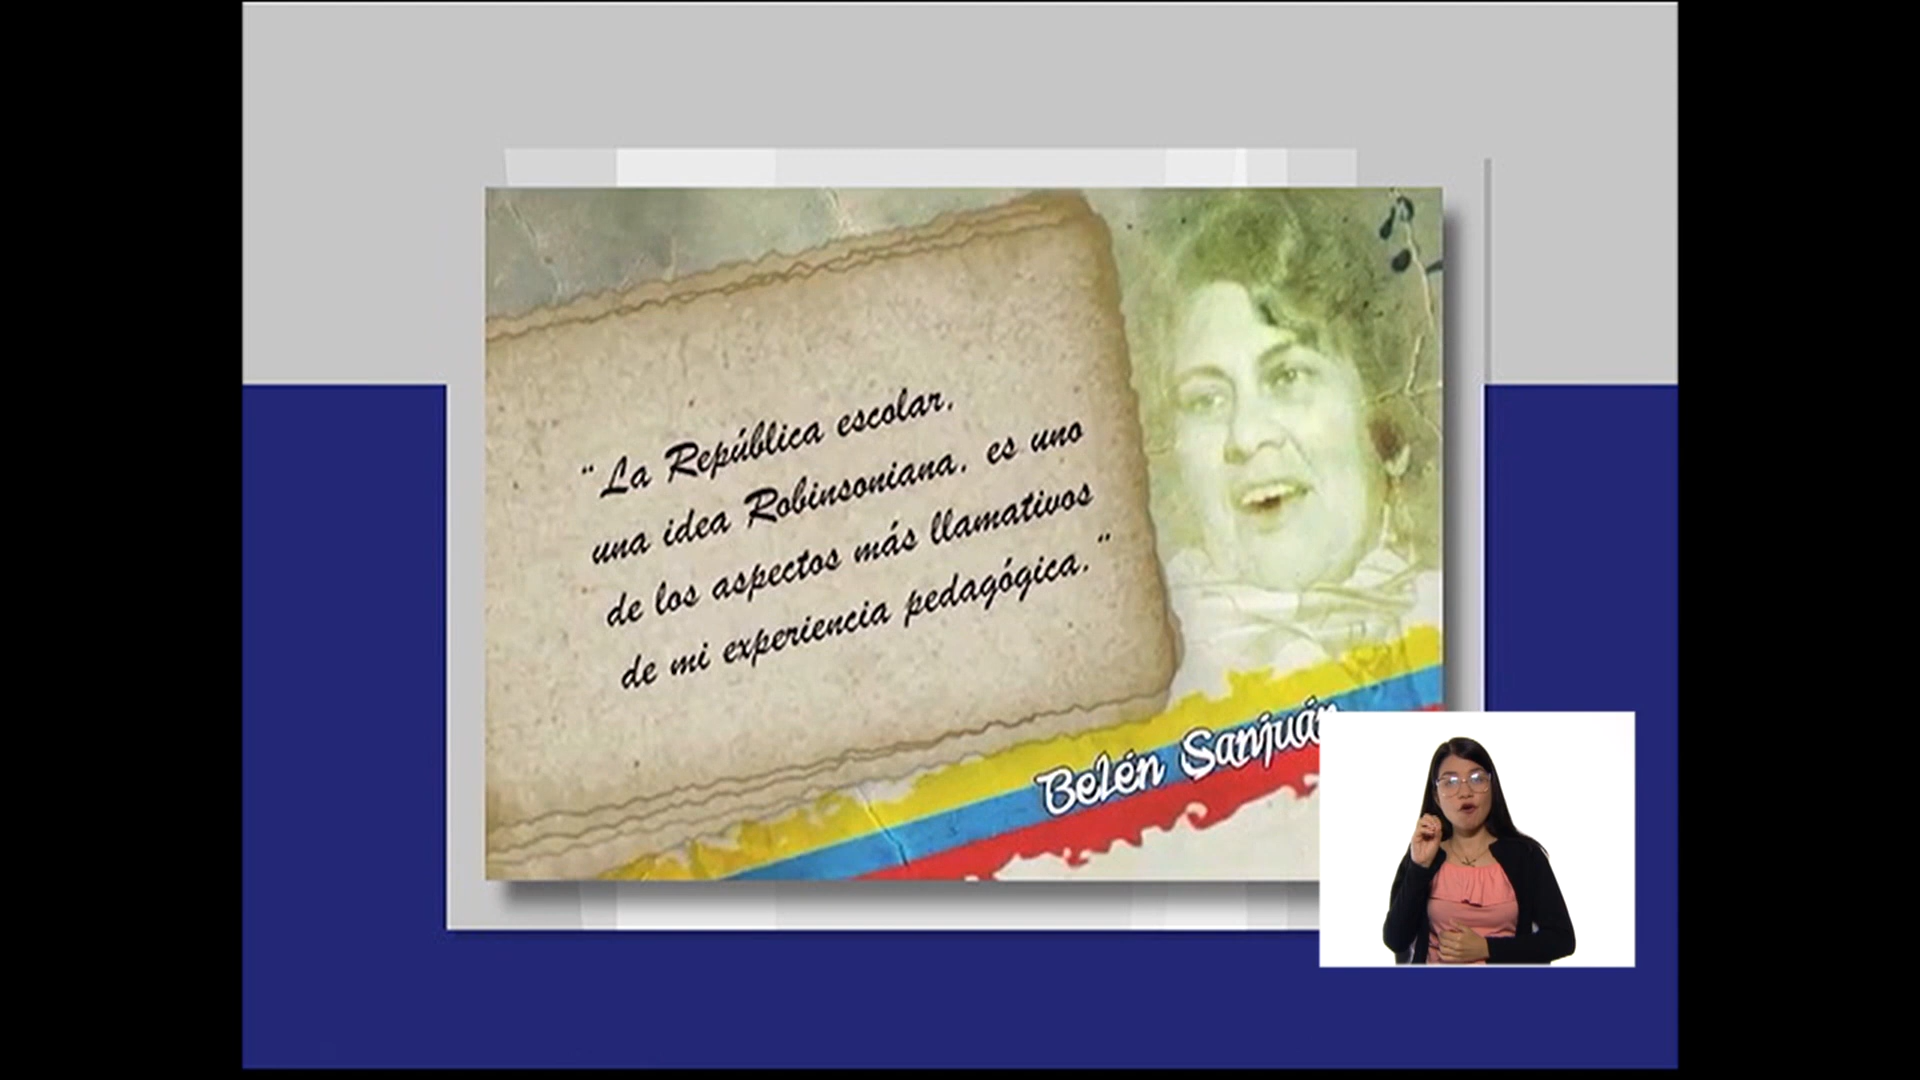 “La República escolar,
una idea Robinsoniana, es uno
de los aspectos más llamativos
de mi experiencia pedagógica.”
Belén Sanjuán